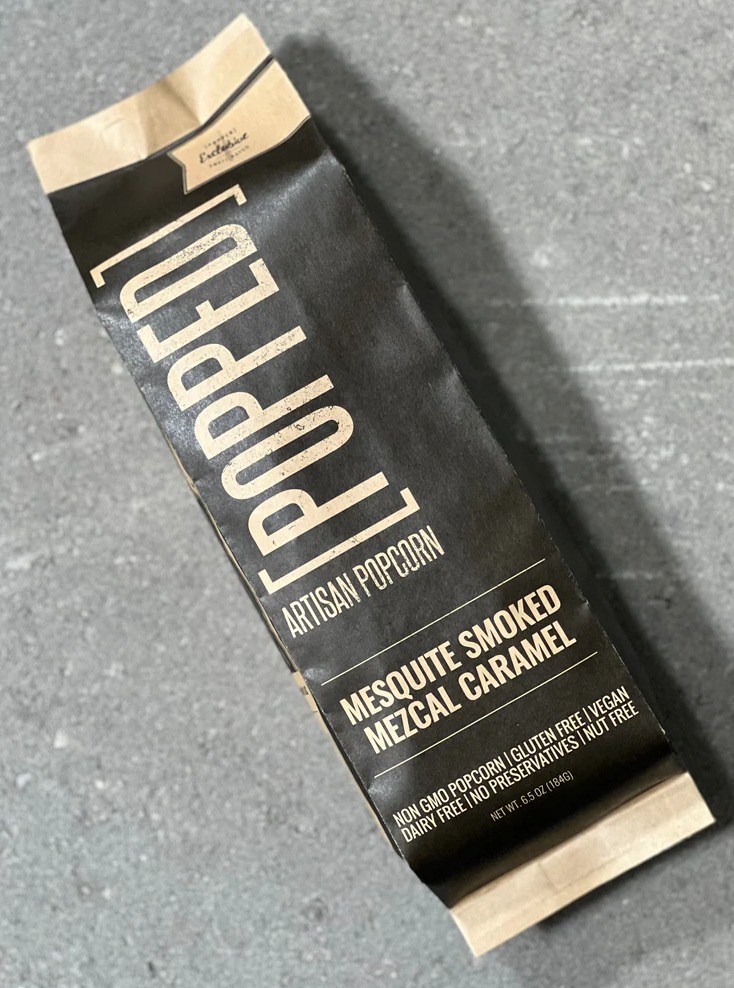 Exclusive
[POPPED]
ARTISAN POPCORN
MESQUITE SMOKED
MEZCAL CARAMEL
NON GMO POPCORN | GLUTEN FREE | VEGAN
DAIRY FREE | NO PRESERVATIVES | NUT FREE
NET WT. 6.5 OZ (184G)